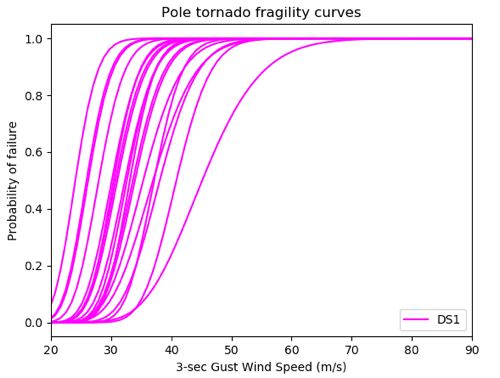 Pole tornado fragility curves
Probability of failure
1.0
0.8
0.6
0.4
0.2
0.0
DS1
20 30 40 50 60 70 80 90
3-sec Gust Wind Speed (m/s)